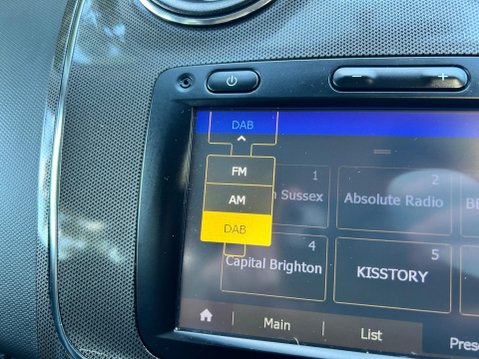 DAB
FM
AM
DAB
1
Sussex
2
Absolute Radio
4
Capital Brighton
5
KISSTORY
Main
List